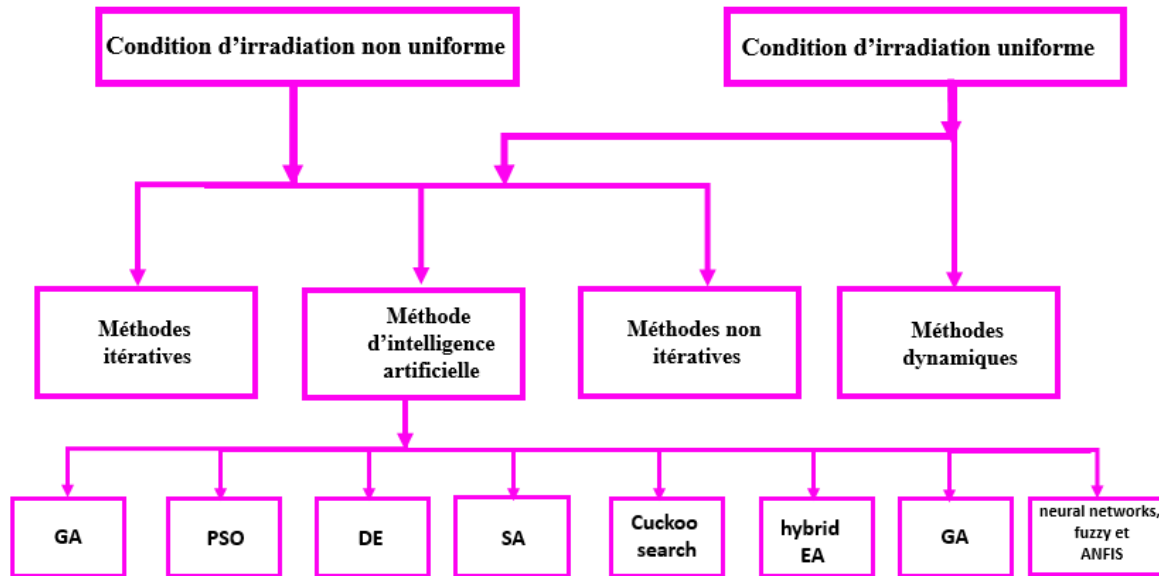 Condition d'irradiation non uniforme
Condition d'irradiation uniforme
Méthodes
itératives
Méthode
d'intelligence
artificielle
Méthodes non
itératives
Méthodes
dynamiques
GA
PSO
DE
SA
Cuckoo
search
hybrid
EA
GA
neural networks,
fuzzy et
ANFIS